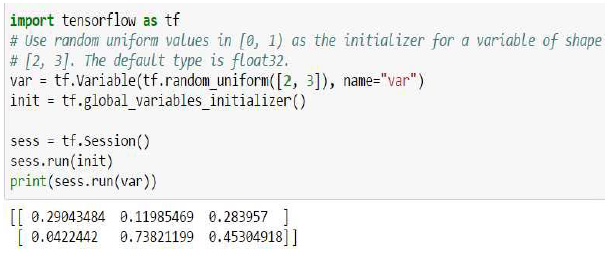 import tensorflow as tf
# Use random uniform values in [0, 1) as the initializer for a variable of shape
# [2, 3]. The default type is float32.
var = tf.Variable(tf.random_uniform([2, 3]), name="var")
init = tf.global_variables_initializer()

sess = tf.Session()
sess.run(init)
print(sess.run(var))

[[ 0.29043484  0.11985469  0.283957  ]
 [ 0.0422442   0.73821199  0.45304918]]